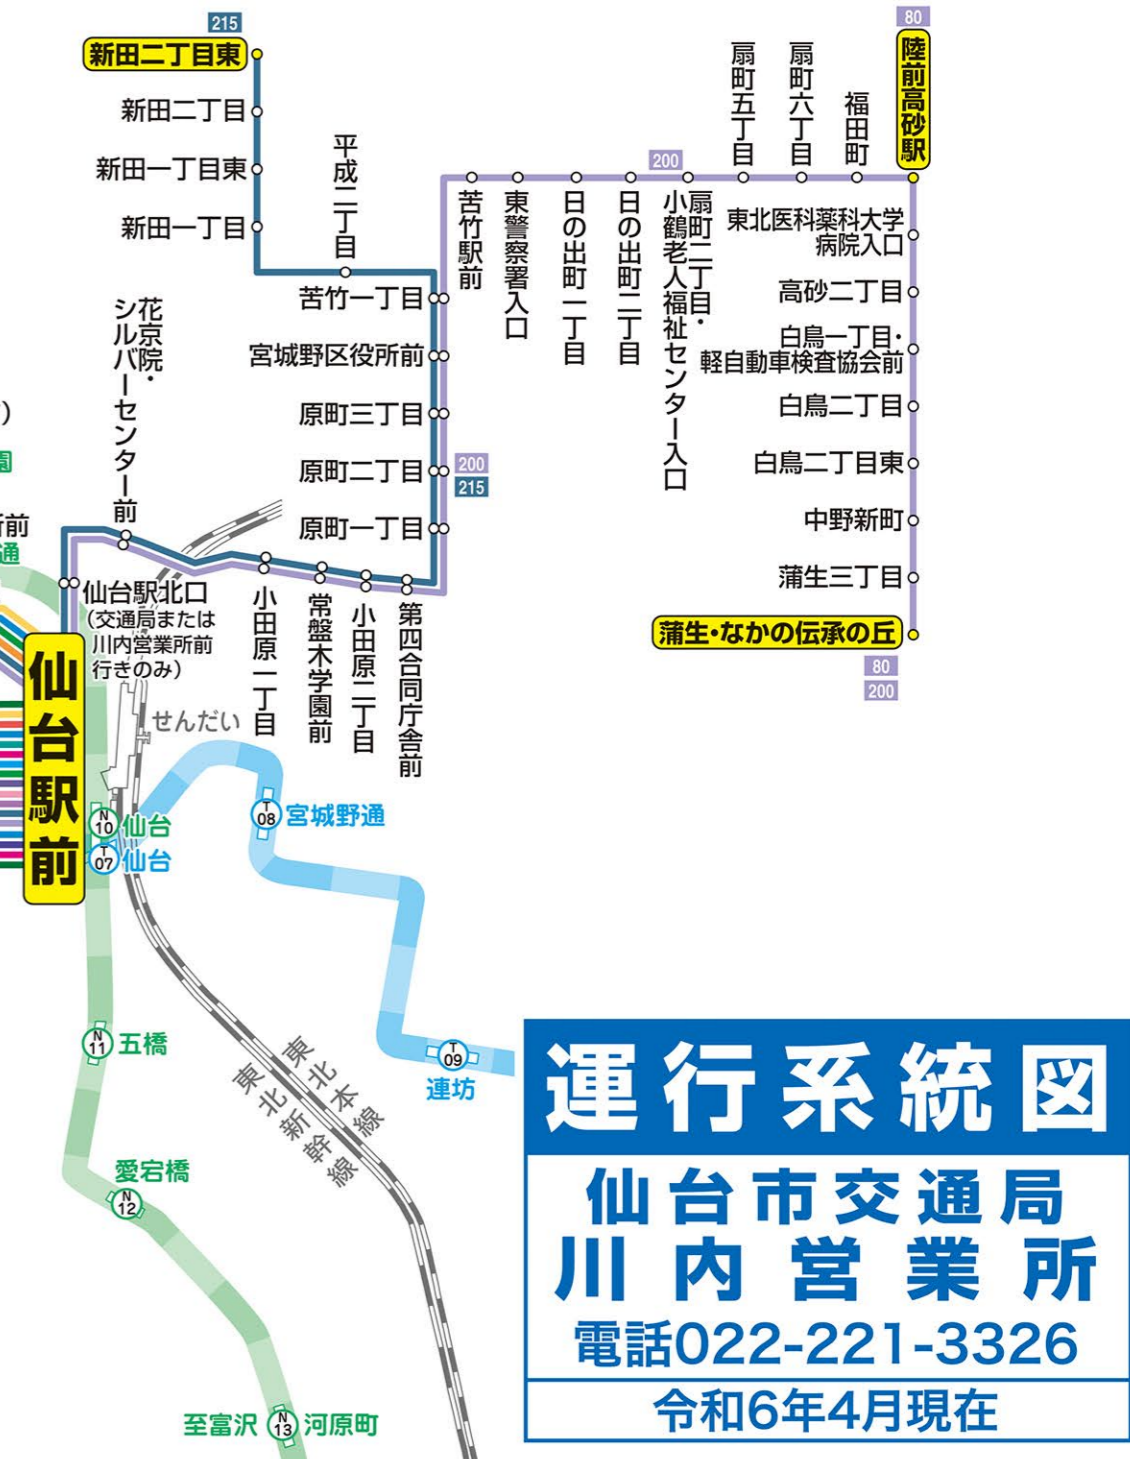 215
新田二丁目東
新田二丁目
新田一丁目東
新田一丁目
平成二丁目
苦竹一丁目
宮城野区役所前
原町三丁目
原町二丁目
原町一丁目
200
215
花京院・
シルバーセンター前
仙台駅北口
(交通局または
川内営業所前
行きのみ)
小田原一丁目
常盤木学園前
小田原二丁目
第四合同庁舎前
仙台駅前
せんだい
苦竹駅前
東警察署入口
日の出町一丁目
日の出町二丁目
200
扇町二丁目・
小鶴老人福祉センター入口
扇町五丁目
扇町六丁目
福田町
80
陸前高砂駅
東北医科薬科大学
病院入口
高砂二丁目
白鳥一丁目・
軽自動車検査協会前
白鳥二丁目
白鳥二丁目東
中野新町
蒲生三丁目
蒲生・なかの伝承の丘
80
200
)
園
所前
通
N
10
仙台
T
07
仙台
T
08
宮城野通
T
09
連坊
N
11
五橋
愛宕橋
N
12
至富沢
N
13
河原町
東北本線
東北新幹線
運行系統図
仙台市交通局
川内営業所
電話022-221-3326
令和6年4月現在